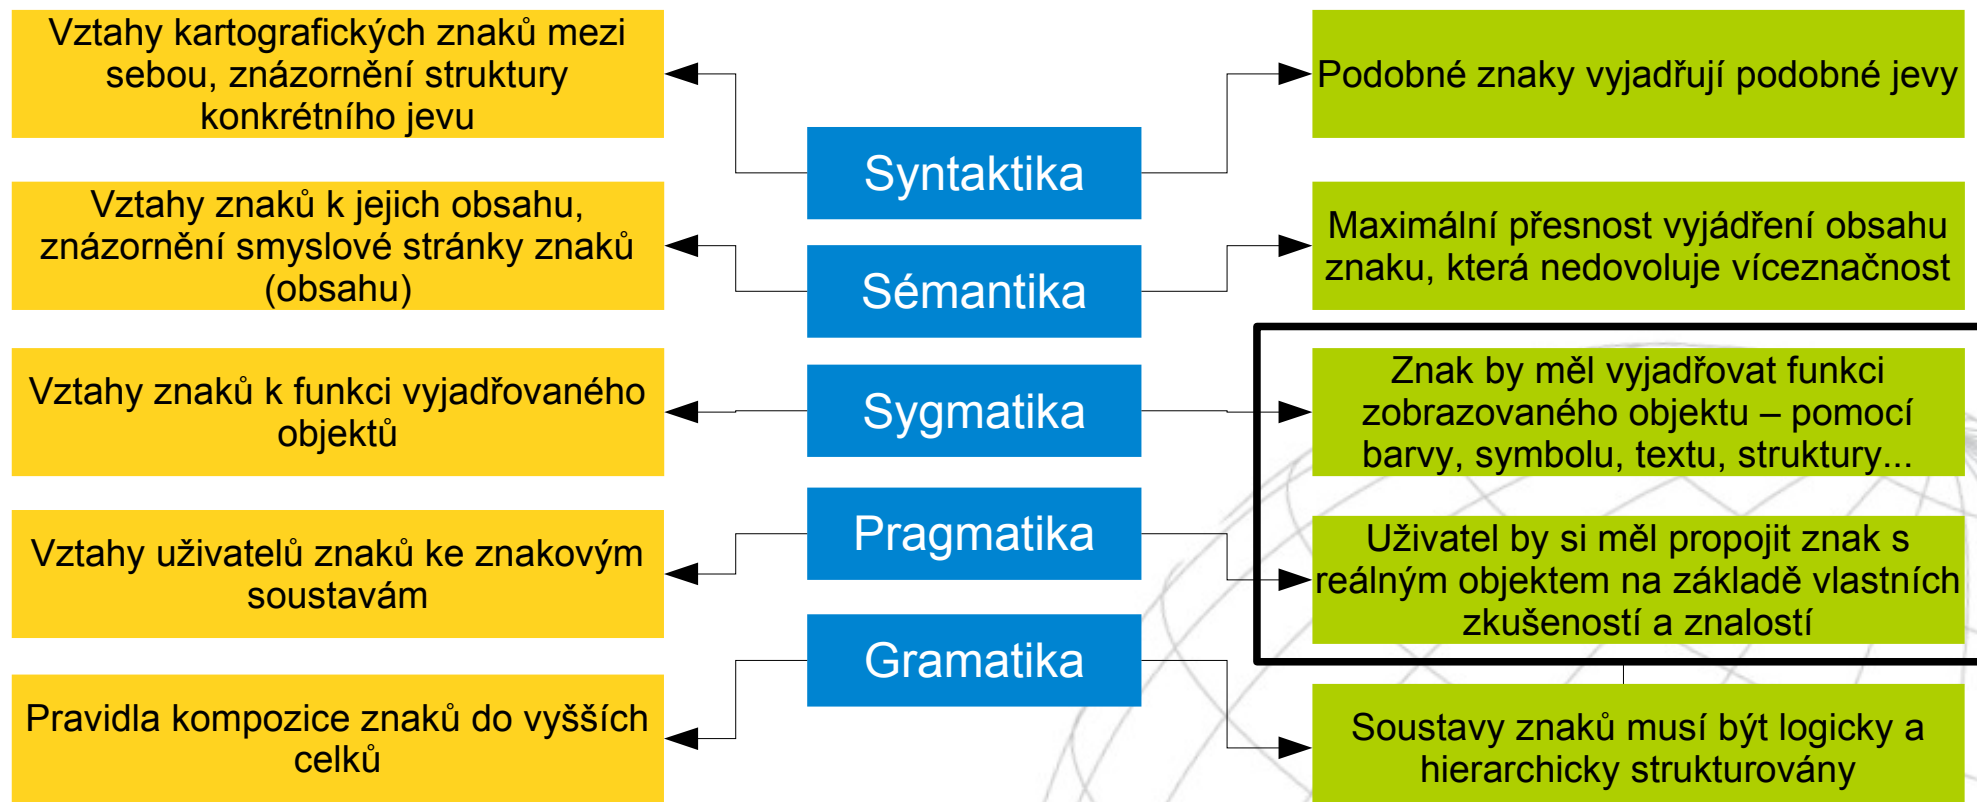 Vztahy kartografických znaků mezi
sebou, znázornění struktury
konkrétního jevu
Syntaktika
Podobné znaky vyjadřují podobné jevy
Vztahy znaků k jejich obsahu,
znázornění smyslové stránky znaků
(obsahu)
Sémantika
Maximální přesnost vyjádření obsahu
znaku, která nedovoluje víceznačnost
Vztahy znaků k funkci vyjadřovaného
objektů
Sygmatika
Znak by měl vyjadřovat funkci
zobrazovaného objektu – pomocí
barvy, symbolu, textu, struktury...
Vztahy uživatelů znaků ke znakovým
soustavám
Pragmatika
Uživatel by si měl propojit znak s
reálným objektem na základě vlastních
zkušeností a znalostí
Pravidla kompozice znaků do vyšších
celků
Gramatika
Soustavy znaků musí být logicky a
hierarchicky strukturovány